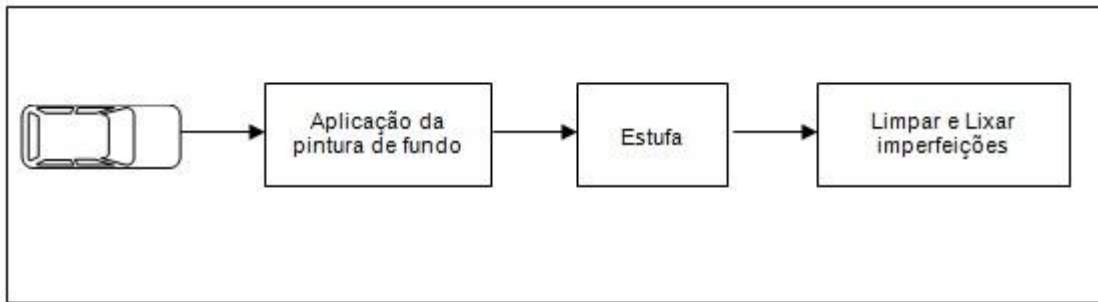 Aplicação da
pintura de fundo
Estufa
Limpar e Lixar
imperfeições